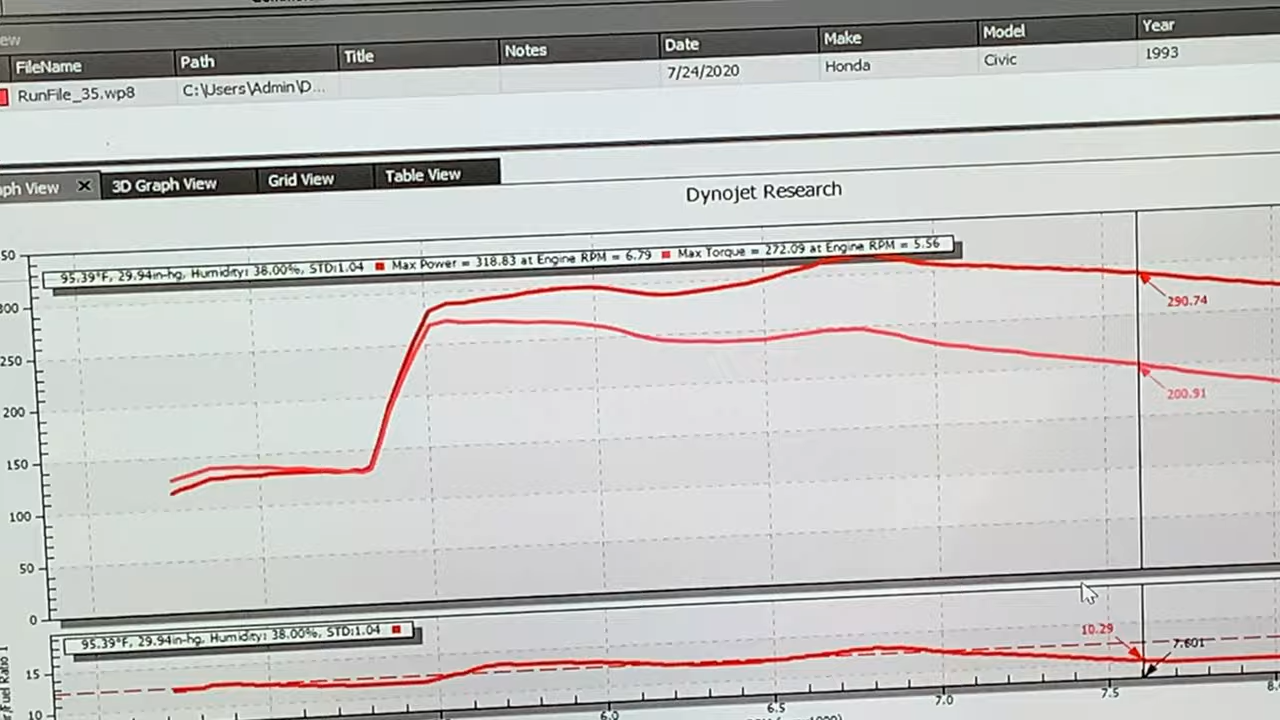 ew
FileName Path Title Notes Date Make Model Year
RunFile_35.wp8 C:\Users\Admin\D... 7/24/2020 Honda Civic 1993
ph View X 3D Graph View Grid View Table View
Dynojet Research
95.39°F, 29.94in-hg, Humidity: 38.00%, STD:1.04 Max Power = 318.83 at Engine RPM = 6.79 Max Torque = 272.09 at Engine RPM = 5.56
50
300
290.74
250
200.91
200
150
100
50
0
95.39°F, 29.94in-hg, Humidity: 38.00%, STD:1.04
10.29
7.601
15
10
6.0 6.5 7.0 7.5 8.
Fuel Ratio 1